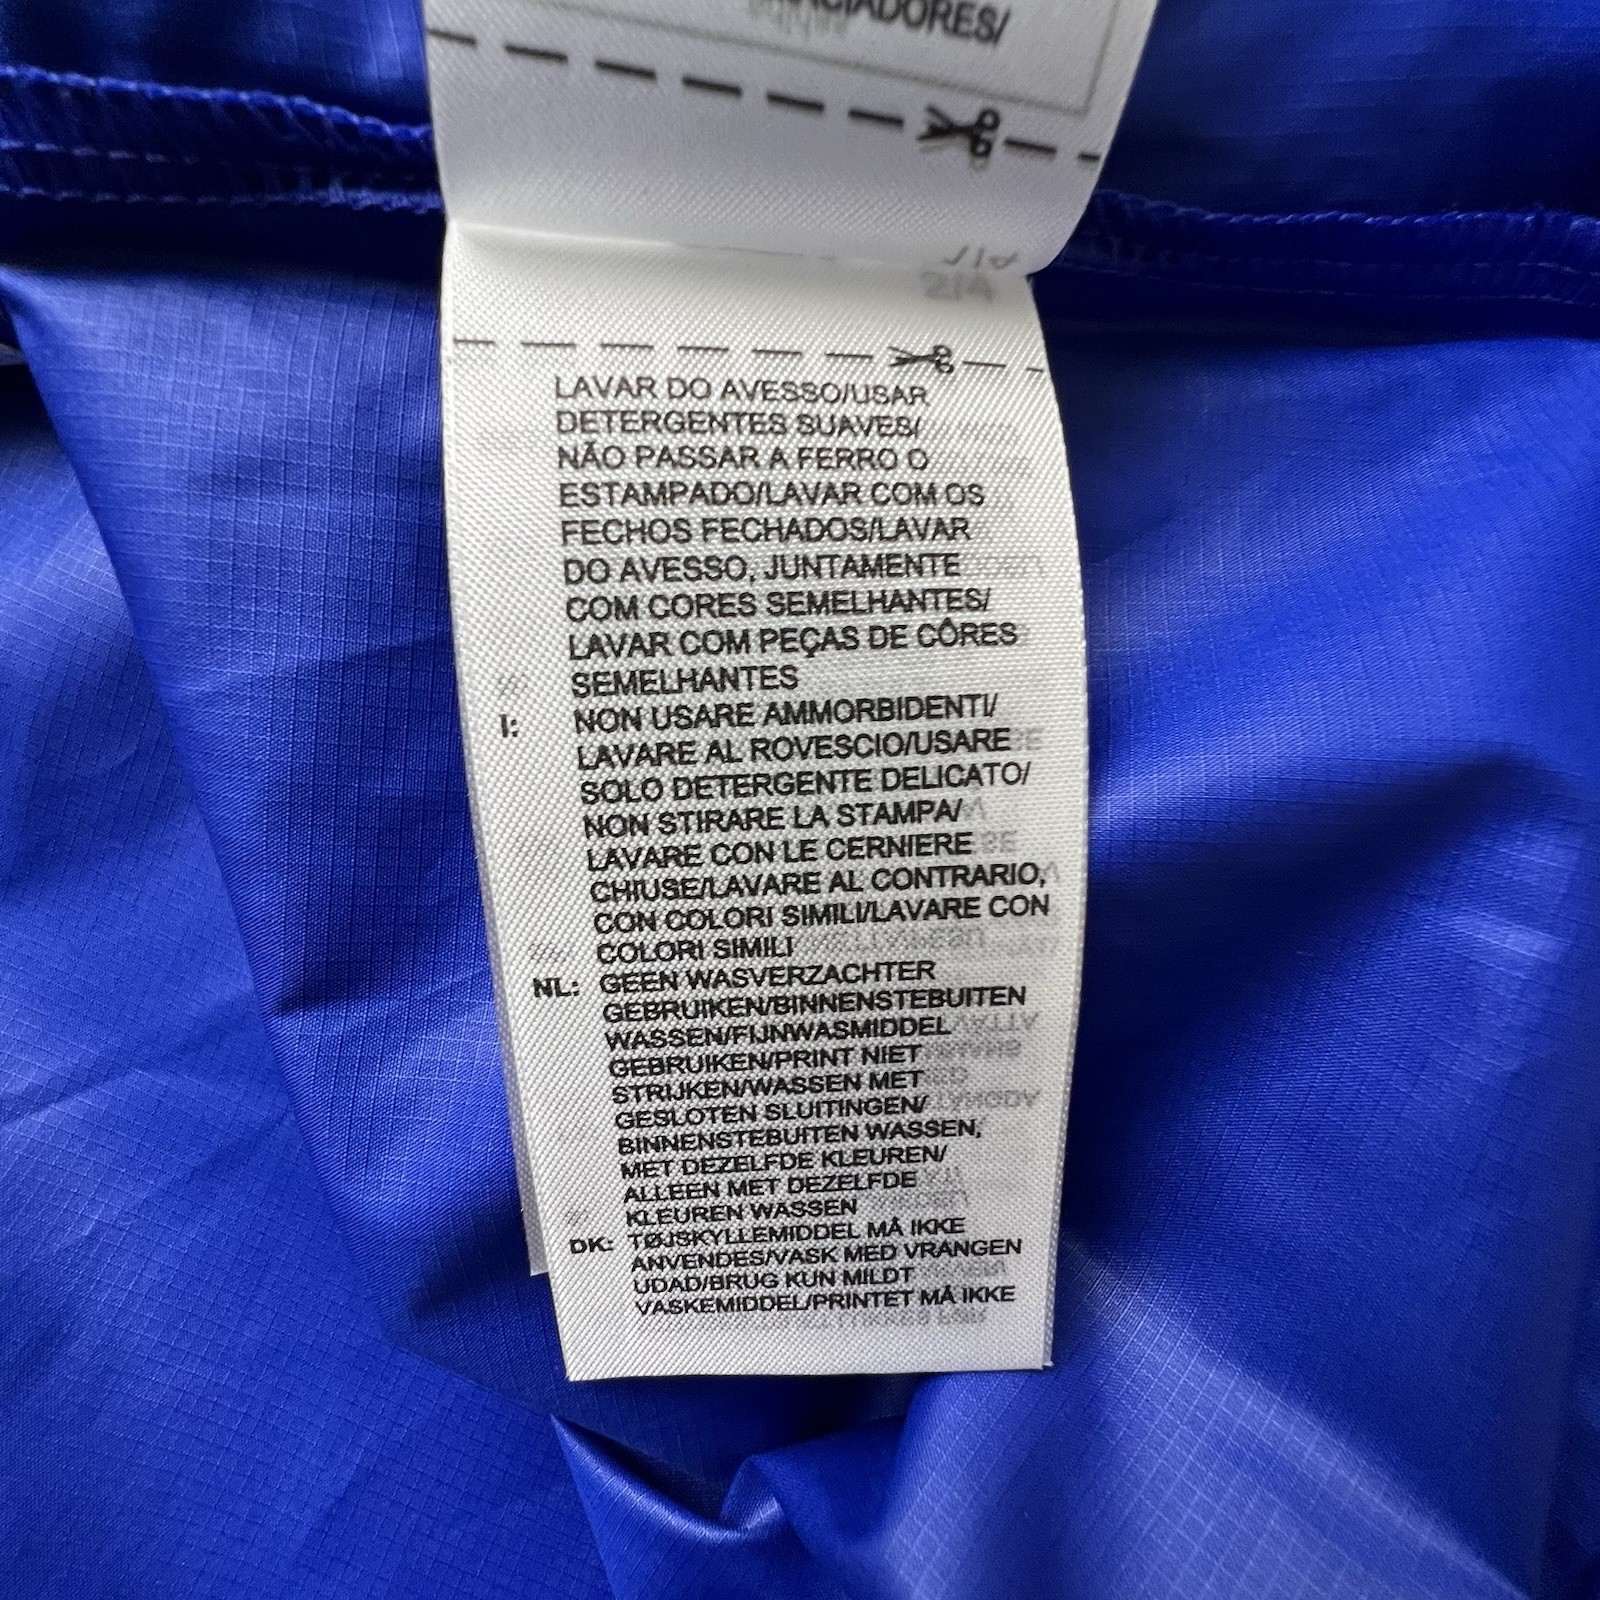 2/4
LAVAR DO AVESSO/USAR
DETERGENTES SUAVES/
NÃO PASSAR A FERRO O
ESTAMPADO/LAVAR COM OS
FECHOS FECHADOS/LAVAR
DO AVESSO, JUNTAMENTE
COM CORES SEMELHANTES/
LAVAR COM PEÇAS DE CÔRES
SEMELHANTES
I: NON USARE AMMORBIDENTI/
LAVARE AL ROVESCIO/USARE
SOLO DETERGENTE DELICATO/
NON STIRARE LA STAMPA/
LAVARE CON LE CERNIERE
CHIUSE/LAVARE AL CONTRARIO,
CON COLORI SIMILI/LAVARE CON
COLORI SIMILI
NL: GEEN WASVERZACHTER
GEBRUIKEN/BINNENSTEBUITEN
WASSEN/FIJNWASMIDDEL
GEBRUIKEN/PRINT NIET
STRIJKEN/WASSEN MET
GESLOTEN SLUITINGEN/
BINNENSTEBUITEN WASSEN,
MET DEZELFDE KLEUREN/
ALLEEN MET DEZELFDE
KLEUREN WASSEN
DK: TØJSKYLLEMIDDEL MÅ IKKE
ANVENDES/VASK MED VRANGEN
UDAD/BRUG KUN MILDT
VASKEMIDDEL/PRINTET MÅ IKKE